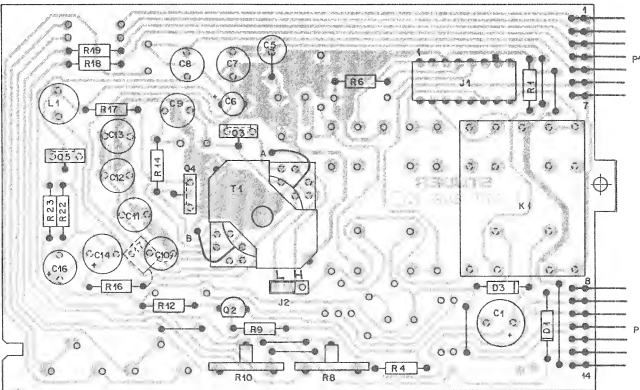 1
R19
R18
C8
C7
C5
P
J1
1
R1
R6
L1
R17
C9
C6
7
C13
Q3
Q5
R14
A
Q4
C12
T1
K1
R23
R22
C11
B
C14
C10
C16
L H
8
R16
J2
D3
R12
Q2
C1
D1
P
R9
R10
R8
R4
14